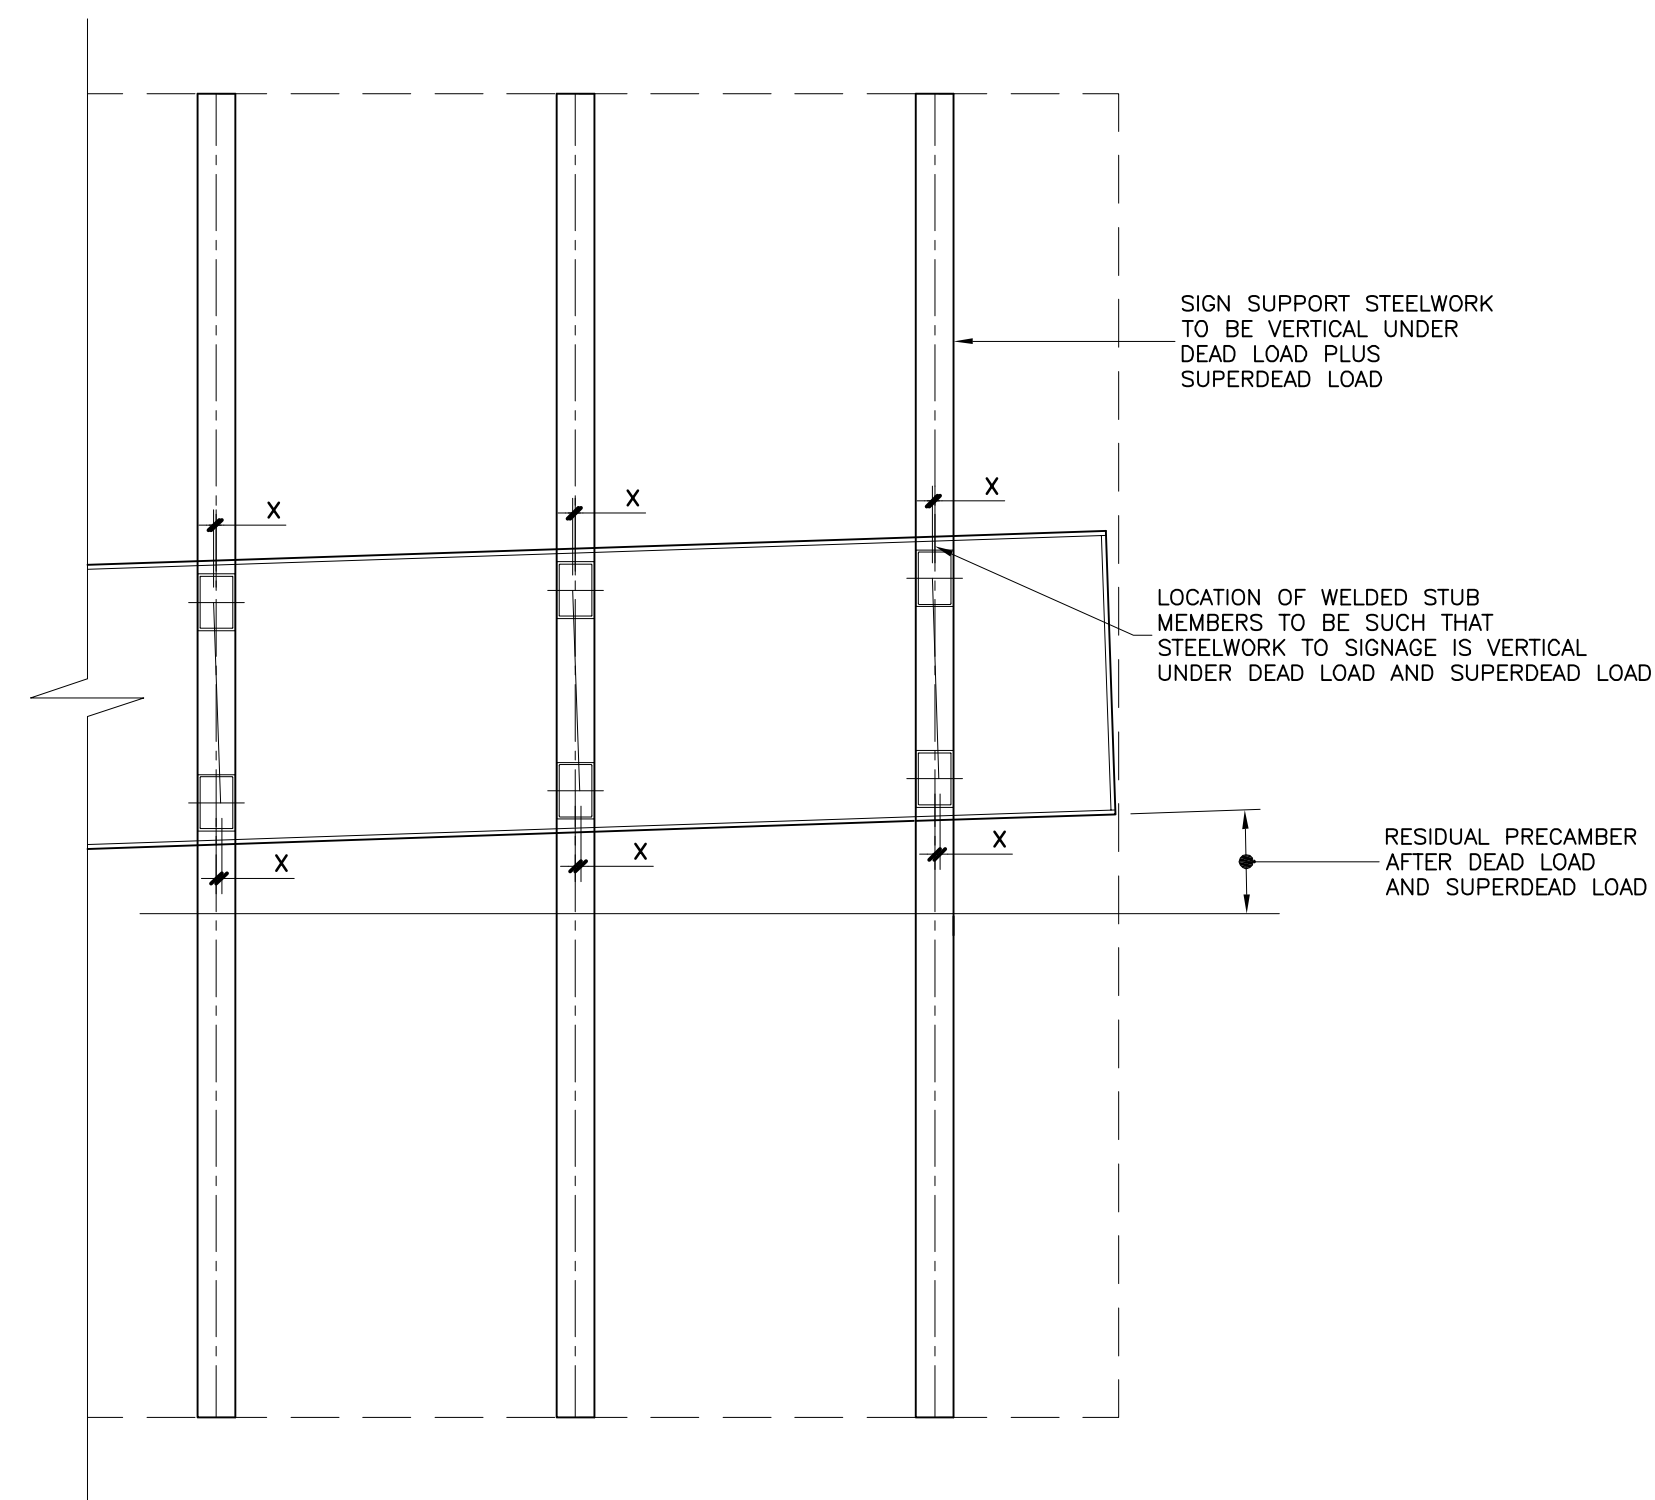 SIGN SUPPORT STEELWORK
TO BE VERTICAL UNDER
DEAD LOAD PLUS
SUPERDEAD LOAD
X
X
X
LOCATION OF WELDED STUB
MEMBERS TO BE SUCH THAT
STEELWORK TO SIGNAGE IS VERTICAL
UNDER DEAD LOAD AND SUPERDEAD LOAD
X
X
X
RESIDUAL PRECAMBER
AFTER DEAD LOAD
AND SUPERDEAD LOAD